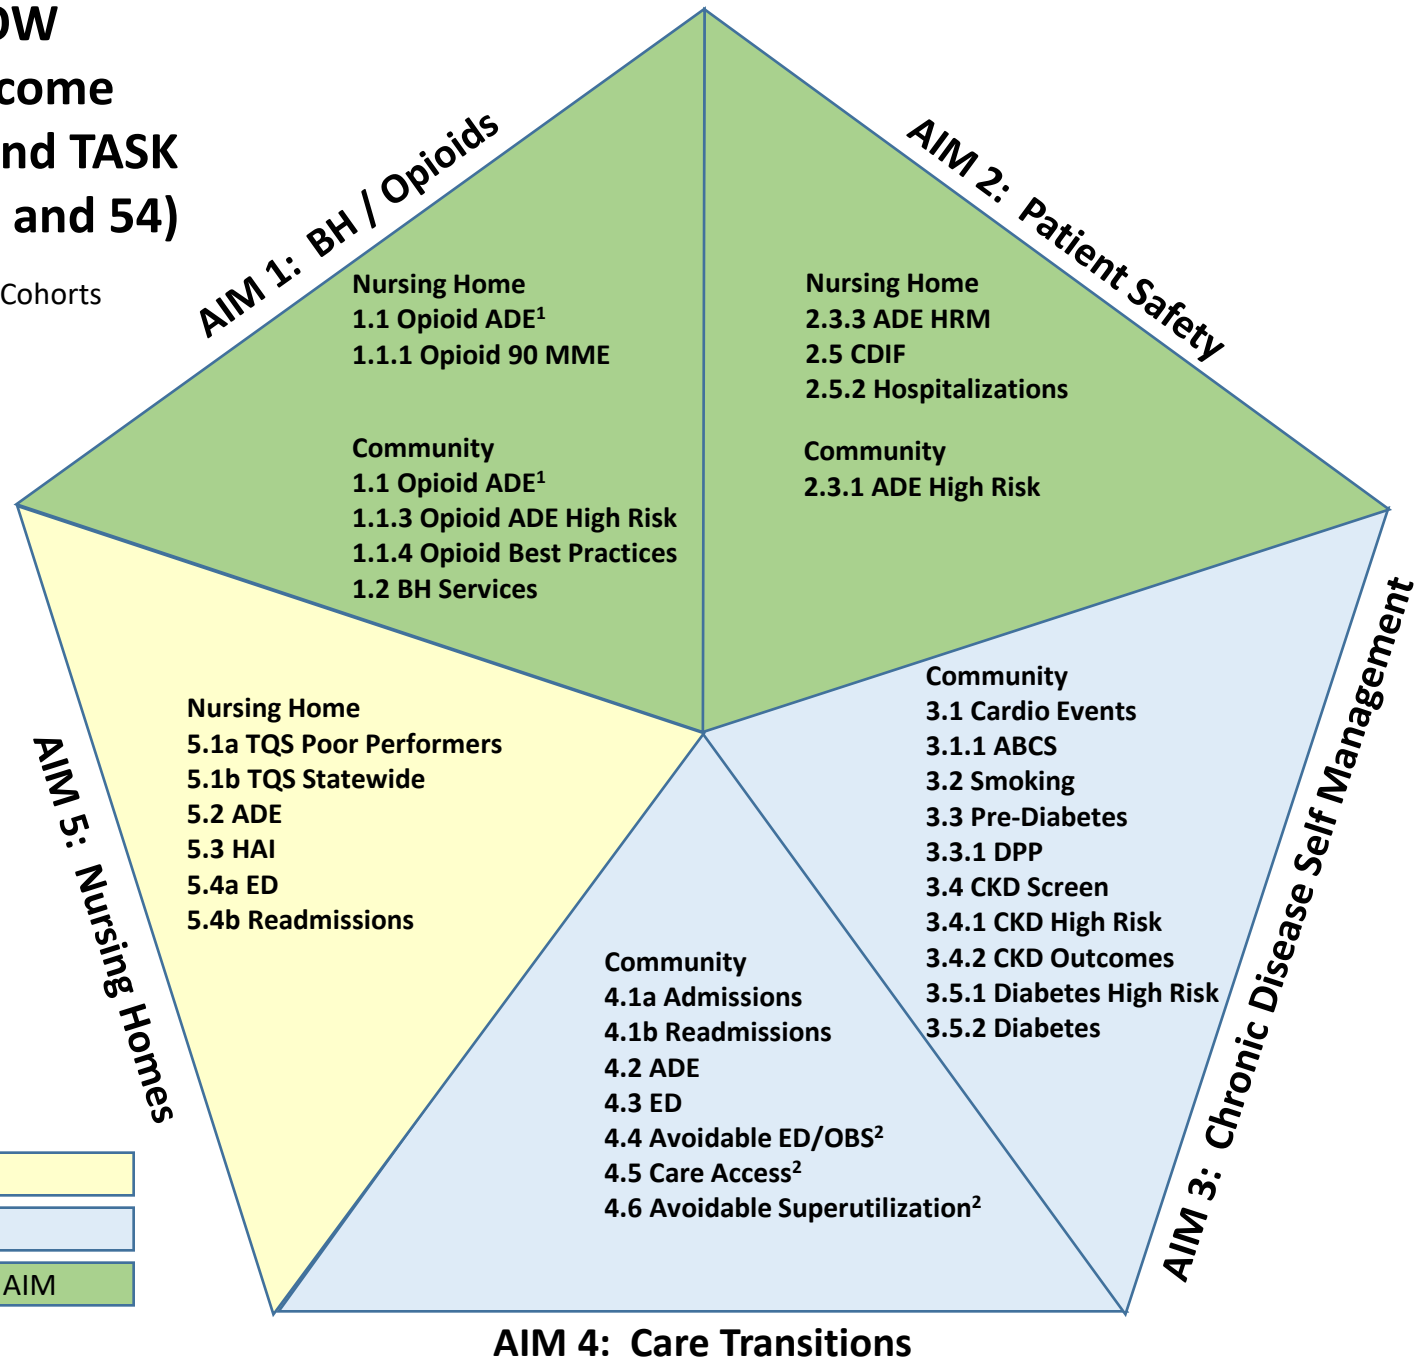 OW
come
nd TASK
and 54)
Cohorts
AIM 1: BH / Opioids
Nursing Home
1.1 Opioid ADE¹
1.1.1 Opioid 90 MME
Community
1.1 Opioid ADE¹
1.1.3 Opioid ADE High Risk
1.1.4 Opioid Best Practices
1.2 BH Services
AIM 2: Patient Safety
Nursing Home
2.3.3 ADE HRM
2.5 CDIF
2.5.2 Hospitalizations
Community
2.3.1 ADE High Risk
AIM 3: Chronic Disease Self Management
Community
3.1 Cardio Events
3.1.1 ABCS
3.2 Smoking
3.3 Pre-Diabetes
3.3.1 DPP
3.4 CKD Screen
3.4.1 CKD High Risk
3.4.2 CKD Outcomes
3.5.1 Diabetes High Risk
3.5.2 Diabetes
AIM 4: Care Transitions
Community
4.1a Admissions
4.1b Readmissions
4.2 ADE
4.3 ED
4.4 Avoidable ED/OBS²
4.5 Care Access²
4.6 Avoidable Superutilization²
AIM 5: Nursing Homes
Nursing Home
5.1a TQS Poor Performers
5.1b TQS Statewide
5.2 ADE
5.3 HAI
5.4a ED
5.4b Readmissions
AIM